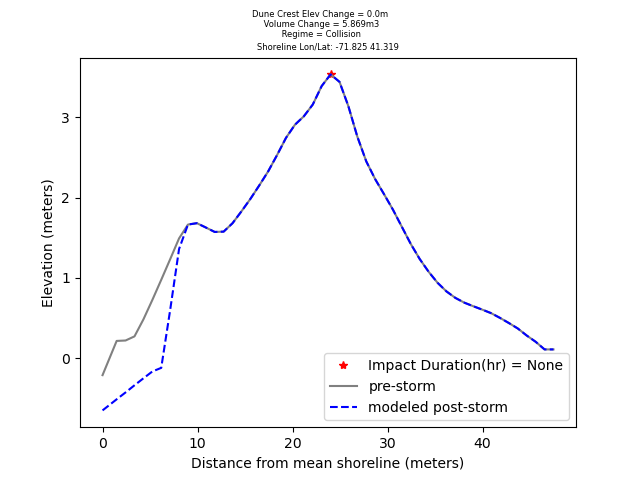 Dune Crest Elev Change = 0.0m
Volume Change = 5.869m3
Regime = Collision
Shoreline Lon/Lat: -71.825 41.319
Elevation (meters)
3
2
1
0
Impact Duration(hr) = None
pre-storm
modeled post-storm
0 10 20 30 40
Distance from mean shoreline (meters)